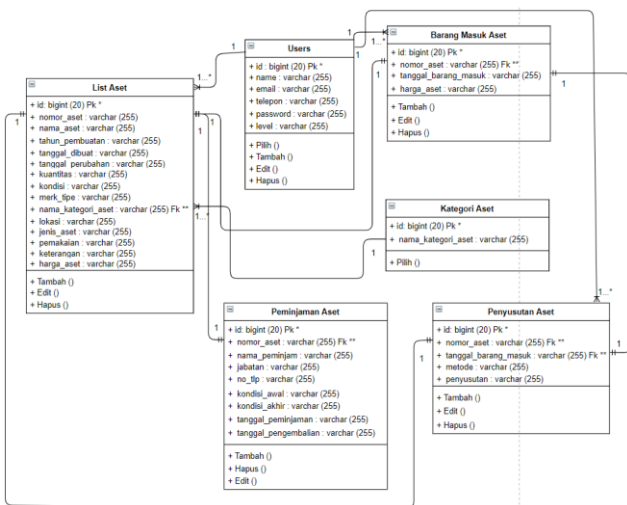 List Aset
+ id: bigint (20) Pk *
+ nomor_aset : varchar (255)
+ nama_aset : varchar (255)
+ tahun_pembuatan : varchar (255)
+ tanggal_dibuat : varchar (255)
+ tanggal_perubahan : varchar (255)
+ kuantitas : varchar (255)
+ kondisi : varchar (255)
+ merk_tipe : varchar (255)
+ nama_kategori_aset : varchar (255) Fk **
+ lokasi : varchar (255)
+ jenis_aset : varchar (255)
+ pemakaian : varchar (255)
+ keterangan : varchar (255)
+ harga_aset : varchar (255)
+ Tambah ()
+ Edit ()
+ Hapus ()
Users
+ id: bigint (20) Pk *
+ name : varchar (255)
+ email : varchar (255)
+ telepon : varchar (255)
+ password : varchar (255)
+ level : varchar (255)
+ Pilih ()
+ Tambah ()
+ Edit ()
+ Hapus ()
Barang Masuk Aset
+ id: bigint (20) Pk *
+ nomor_aset : varchar (255) Fk **
+ tanggal_barang_masuk : varchar (255)
+ harga_aset : varchar (255)
+ Tambah ()
+ Edit ()
+ Hapus ()
Kategori Aset
+ id: bigint (20) Pk *
+ nama_kategori_aset : varchar (255)
+ Pilih ()
Peminjaman Aset
+ id: bigint (20) Pk *
+ nomor_aset : varchar (255) Fk **
+ nama_peminjam : varchar (255)
+ jabatan : varchar (255)
+ no_tlp : varchar (255)
+ kondisi_awal : varchar (255)
+ kondisi_akhir : varchar (255)
+ tanggal_peminjaman : varchar (255)
+ tanggal_pengembalian : varchar (255)
+ Tambah ()
+ Hapus ()
+ Edit ()
Penyusutan Aset
+ id: bigint (20) Pk *
+ nomor_aset : varchar (255) Fk **
+ tanggal_barang_masuk : varchar (255) Fk **
+ metode : varchar (255)
+ penyusutan : varchar (255)
+ Tambah ()
+ Edit ()
+ Hapus ()
1
1...*
1
1...*
1
1...*
1
1
1
1
1
1...*
1
1
1
1
1